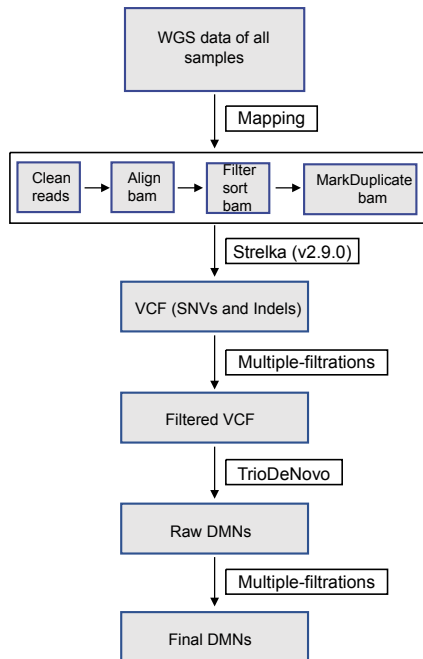 WGS data of all
samples
Mapping
Clean
reads
Align
bam
Filter
sort
bam
MarkDuplicate
bam
Strelka (v2.9.0)
VCF (SNVs and Indels)
Multiple-filtrations
Filtered VCF
TrioDeNovo
Raw DMNs
Multiple-filtrations
Final DMNs